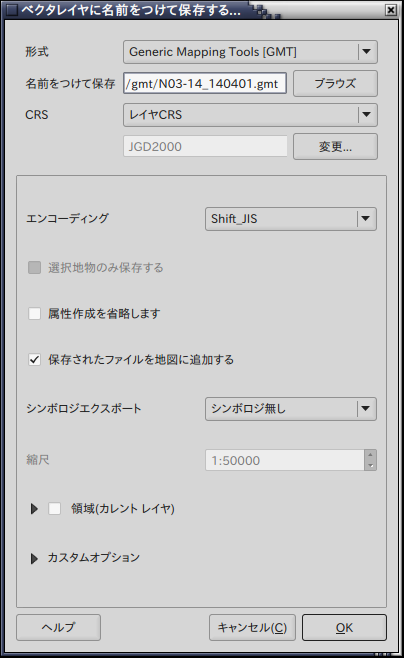 ベクタレイヤに名前をつけて保存する...
形式 Generic Mapping Tools [GMT]
名前をつけて保存 /gmt/N03-14_140401.gmt ブラウズ
CRS レイヤCRS
JGD2000 変更...
エンコーディング Shift_JIS
選択地物のみ保存する
属性作成を省略します
保存されたファイルを地図に追加する
シンボロジエクスポート シンボロジ無し
縮尺 1:50000
領域(カレント レイヤ)
カスタムオプション
ヘルプ キャンセル(C) OK